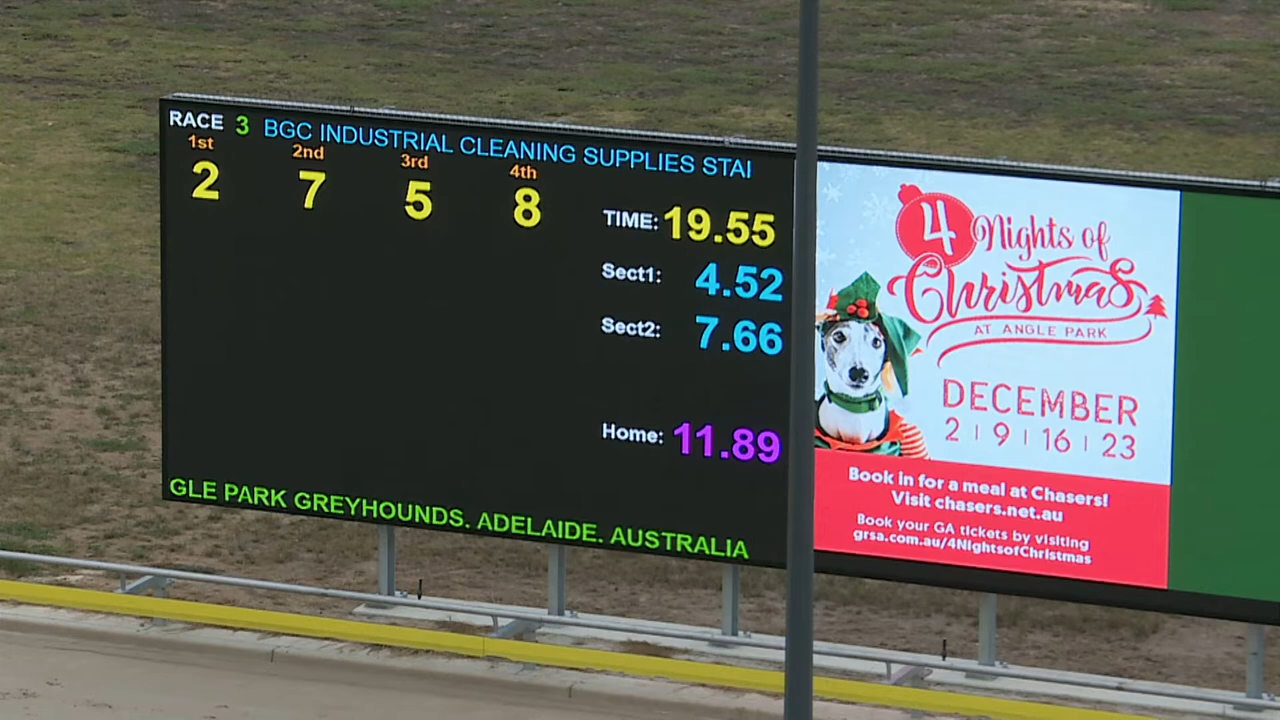 RACE 3 BGC INDUSTRIAL CLEANING SUPPLIES STAI
1st 2nd 3rd 4th
2 7 5 8
TIME: 19.55
Sect1: 4.52
Sect2: 7.66
Home: 11.89
GLE PARK GREYHOUNDS. ADELAIDE. AUSTRALIA
4 Nights of
Christmas
AT ANGLE PARK
DECEMBER
2 | 9 | 16 | 23
Book in for a meal at Chasers!
Visit chasers.net.au
Book your GA tickets by visiting
grsa.com.au/4NightsofChristmas